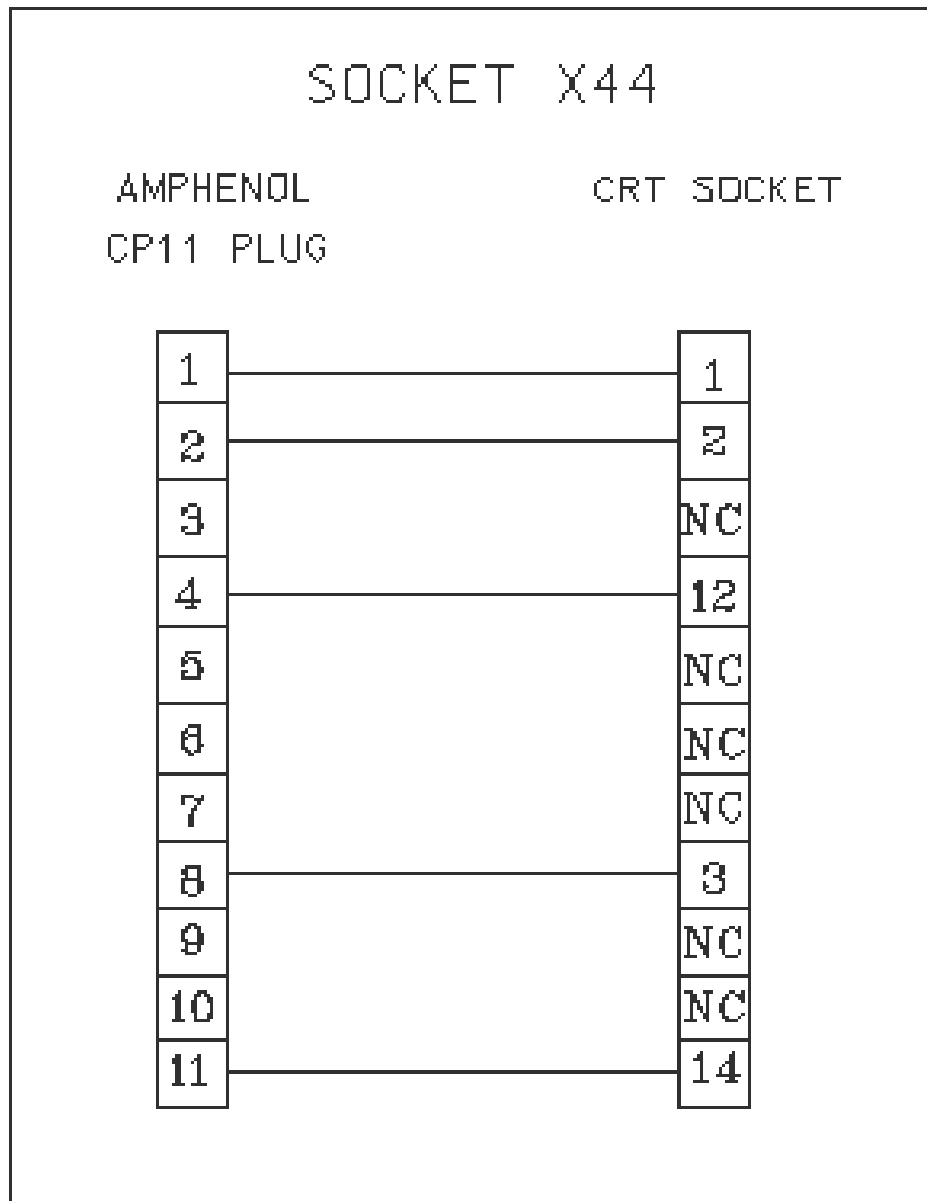 SOCKET X44
AMPHENOL CRT SOCKET
CP11 PLUG
1 1
2 2
3 NC
4 12
5 NC
6 NC
7 NC
8 3
9 NC
10 NC
11 14